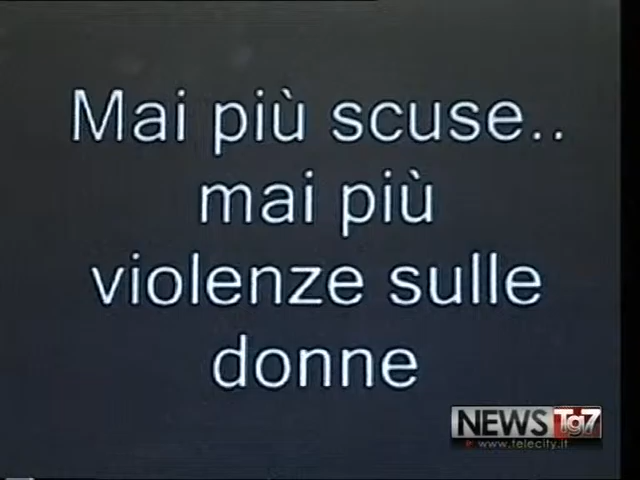 Mai più scuse..
mai più
violenze sulle
donne
NEWS Tg7
www.telecity.it